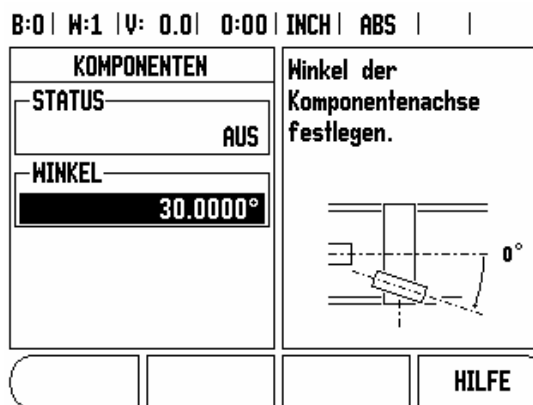 B:0 | W:1 | V: 0.0 | 0:00 | INCH | ABS | |
KOMPONENTEN
STATUS
AUS
WINKEL
30.0000°
Winkel der
Komponentenachse
festlegen.
0°
HILFE